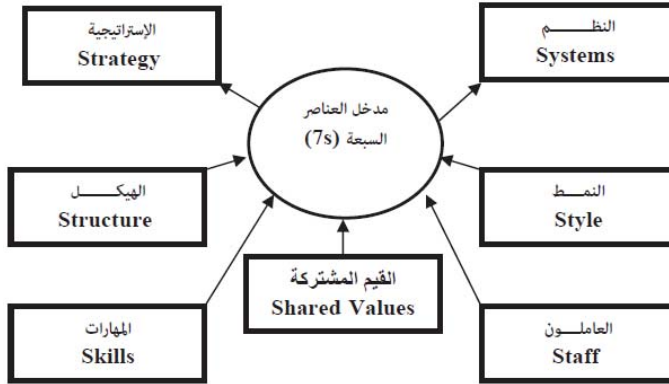 الإستراتيجية
Strategy
النظـــــم
Systems
مدخل العناصر
السبعة (7s)
الهيكـــــل
Structure
النمـــط
Style
القيم المشتركة
Shared Values
المهارات
Skills
العاملـــون
Staff